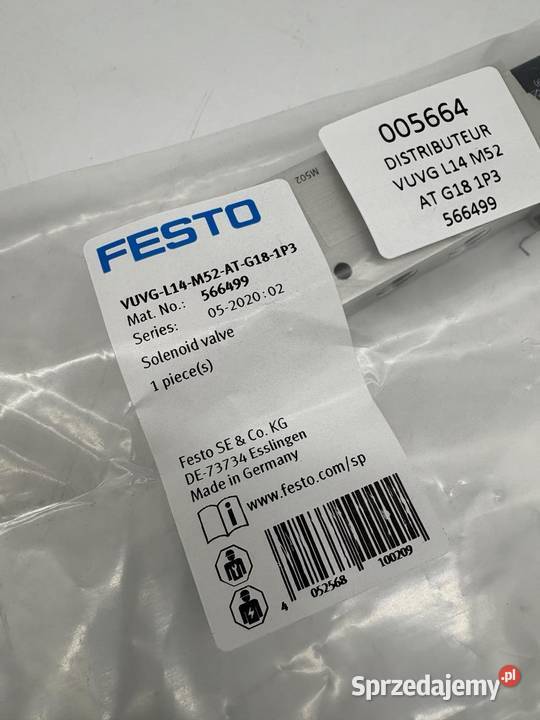 005664
DISTRIBUTEUR
VUVG L14 M52
AT G18 1P3
566499
M502
FESTO
VUVG-L14-M52-AT-G18-1P3
Mat. No.: 566499
Series: 05-2020:02
Solenoid valve
1 piece(s)
Festo SE & Co. KG
DE-73734 Esslingen
Made in Germany
www.festo.com/sp
4 052568 100209
Sprzedajemy.pl